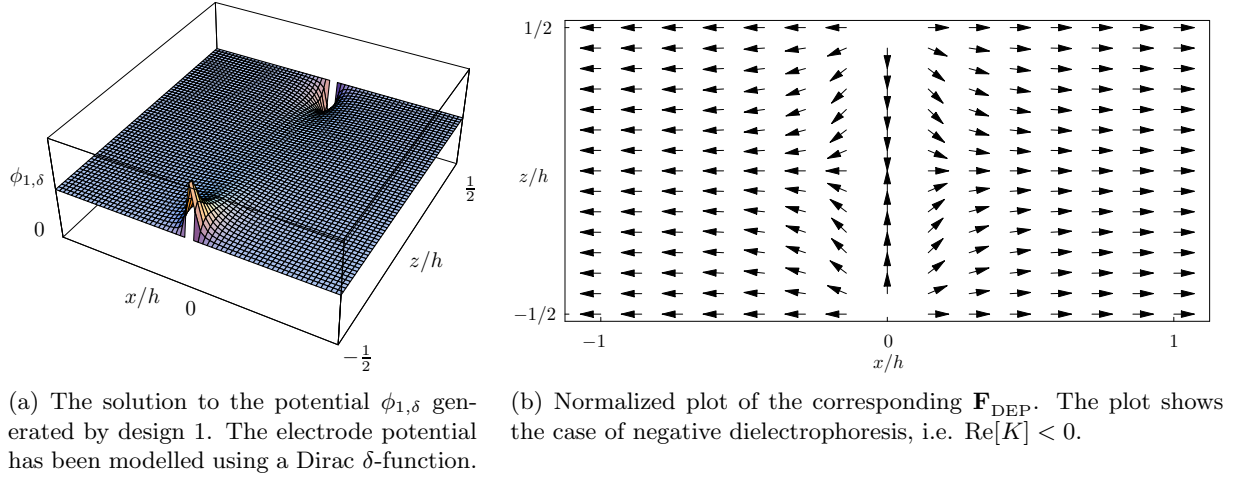 ϕ1,δ
0
x/h
0
z/h
1/2
−1/2
1/2
z/h
−1/2
−1
0
1
x/h
(a) The solution to the potential ϕ1,δ gen-
erated by design 1. The electrode potential
has been modelled using a Dirac δ-function.
(b) Normalized plot of the corresponding FDEP. The plot shows
the case of negative dielectrophoresis, i.e. Re[K] < 0.